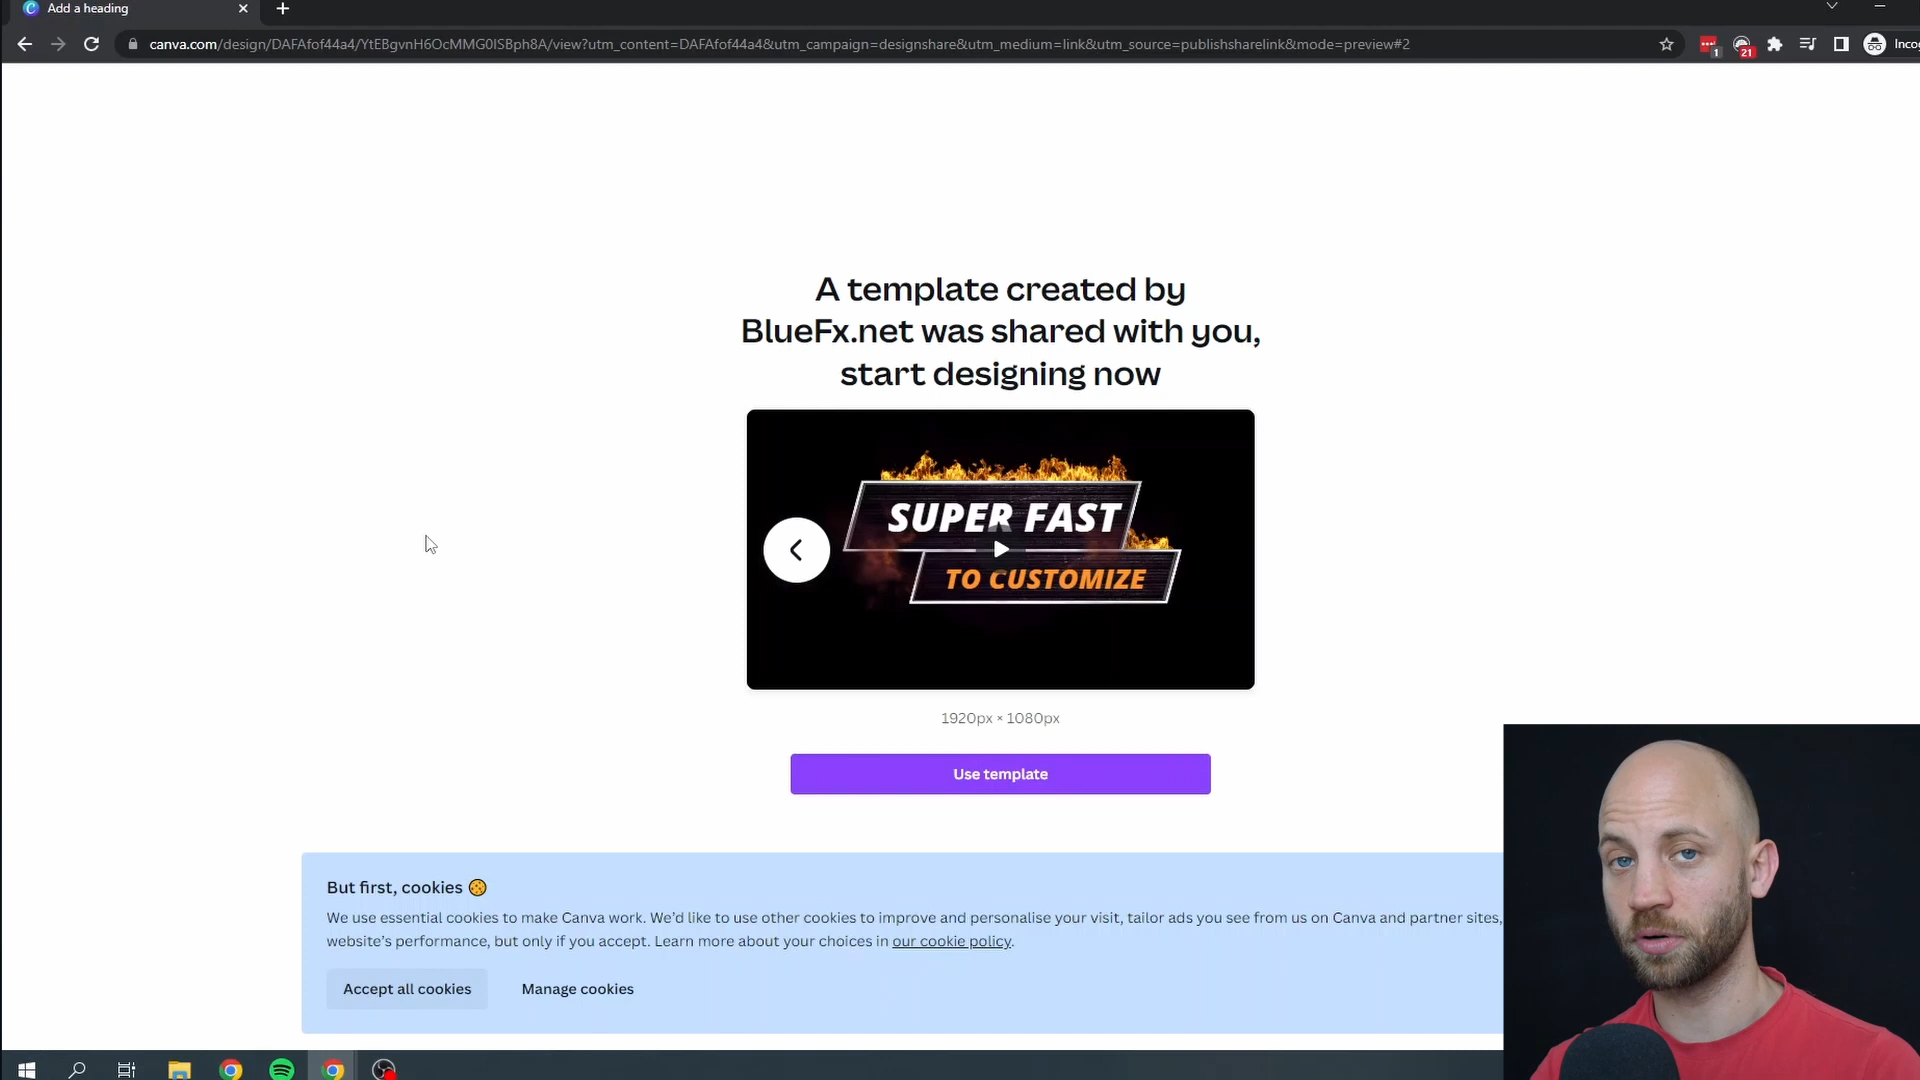 Add a heading
canva.com/design/DAFAfof44a4/YtEBgvnH6OcMMG0ISBph8A/view?utm_content=DAFAfof44a4&utm_campaign=designshare&utm_medium=link&utm_source=publishsharelink&mode=preview#2
1
21
Inco
A template created by
BlueFx.net was shared with you,
start designing now
SUPER FAST
TO CUSTOMIZE
1920px × 1080px
Use template
But first, cookies
We use essential cookies to make Canva work. We'd like to use other cookies to improve and personalise your visit, tailor ads you see from us on Canva and partner sites,
website's performance, but only if you accept. Learn more about your choices in our cookie policy.
Accept all cookies
Manage cookies